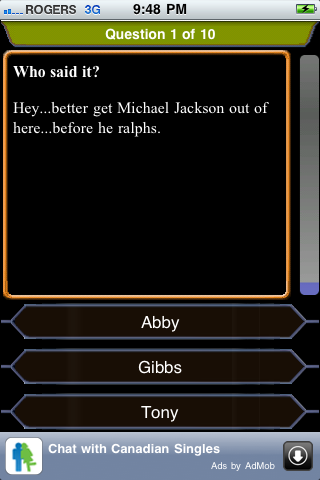 ROGERS 3G 9:48 PM
Question 1 of 10
Who said it?
Hey...better get Michael Jackson out of
here...before he ralphs.
Abby
Gibbs
Tony
Chat with Canadian Singles
Ads by AdMob